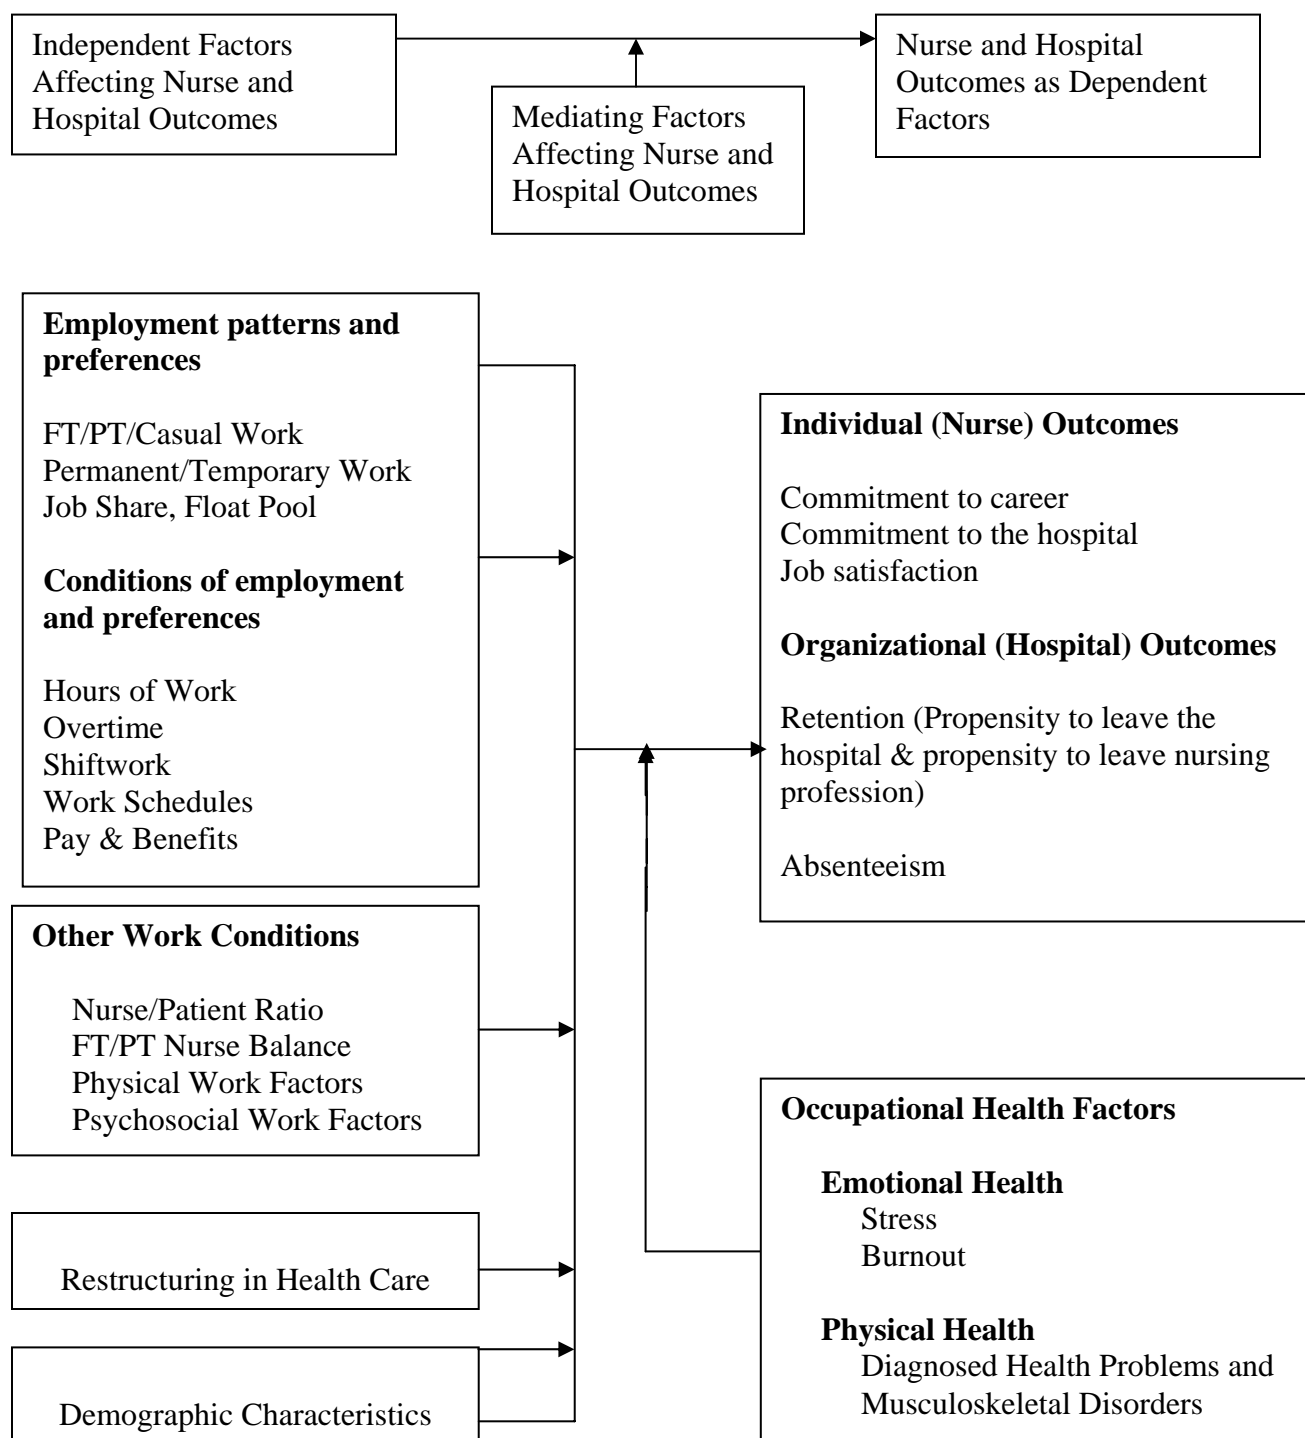 Independent Factors
Affecting Nurse and
Hospital Outcomes
Mediating Factors
Affecting Nurse and
Hospital Outcomes
Nurse and Hospital
Outcomes as Dependent
Factors
Employment patterns and
preferences
FT/PT/Casual Work
Permanent/Temporary Work
Job Share, Float Pool
Conditions of employment
and preferences
Hours of Work
Overtime
Shiftwork
Work Schedules
Pay & Benefits
Other Work Conditions
Nurse/Patient Ratio
FT/PT Nurse Balance
Physical Work Factors
Psychosocial Work Factors
Restructuring in Health Care
Demographic Characteristics
Individual (Nurse) Outcomes
Commitment to career
Commitment to the hospital
Job satisfaction
Organizational (Hospital) Outcomes
Retention (Propensity to leave the
hospital & propensity to leave nursing
profession)
Absenteeism
Occupational Health Factors
Emotional Health
Stress
Burnout
Physical Health
Diagnosed Health Problems and
Musculoskeletal Disorders